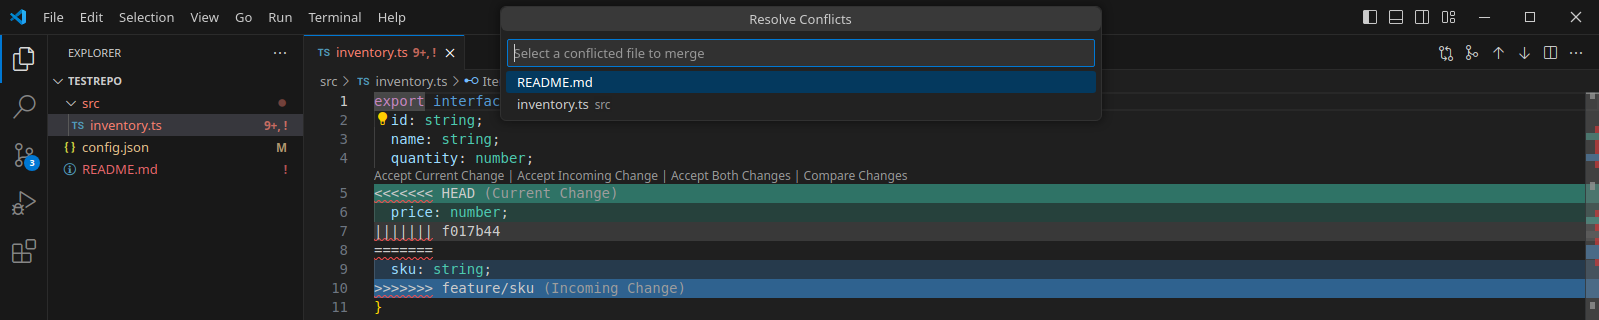 File Edit Selection View Go Run Terminal Help
Resolve Conflicts
Select a conflicted file to merge
README.md
inventory.ts src
EXPLORER ...
TESTREPO
src
TS inventory.ts 9+, !
{} config.json M
README.md !
3
TS inventory.ts 9+, !
src > TS inventory.ts > Ite
1 export interfac
2 id: string;
3 name: string;
4 quantity: number;
Accept Current Change | Accept Incoming Change | Accept Both Changes | Compare Changes
5 <<<<<<< HEAD (Current Change)
6 price: number;
7 ||||||| f017b44
8 =======
9 sku: string;
10 >>>>>>> feature/sku (Incoming Change)
11 }